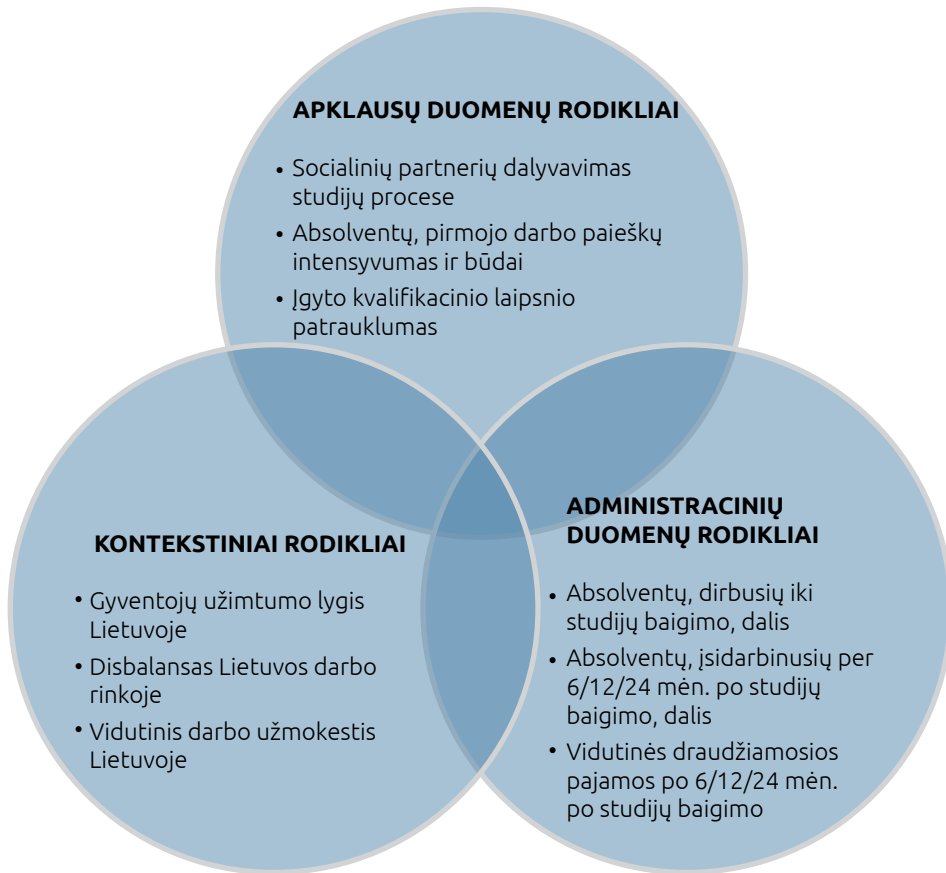 APKLAUSŲ DUOMENŲ RODIKLIAI
• Socialinių partnerių dalyvavimas
studijų procese
• Absolventų, pirmojo darbo paieškų
intensyvumas ir būdai
• Įgyto kvalifikacinio laipsnio
patrauklumas
KONTEKSTINIAI RODIKLIAI
• Gyventojų užimtumo lygis
Lietuvoje
• Disbalansas Lietuvos darbo
rinkoje
• Vidutinis darbo užmokestis
Lietuvoje
ADMINISTRACINIŲ
DUOMENŲ RODIKLIAI
• Absolventų, dirbusių iki
studijų baigimo, dalis
• Absolventų, įsidarbinusių per
6/12/24 mėn. po studijų
baigimo, dalis
• Vidutinės draudžiamosios
pajamos po 6/12/24 mėn.
po studijų baigimo